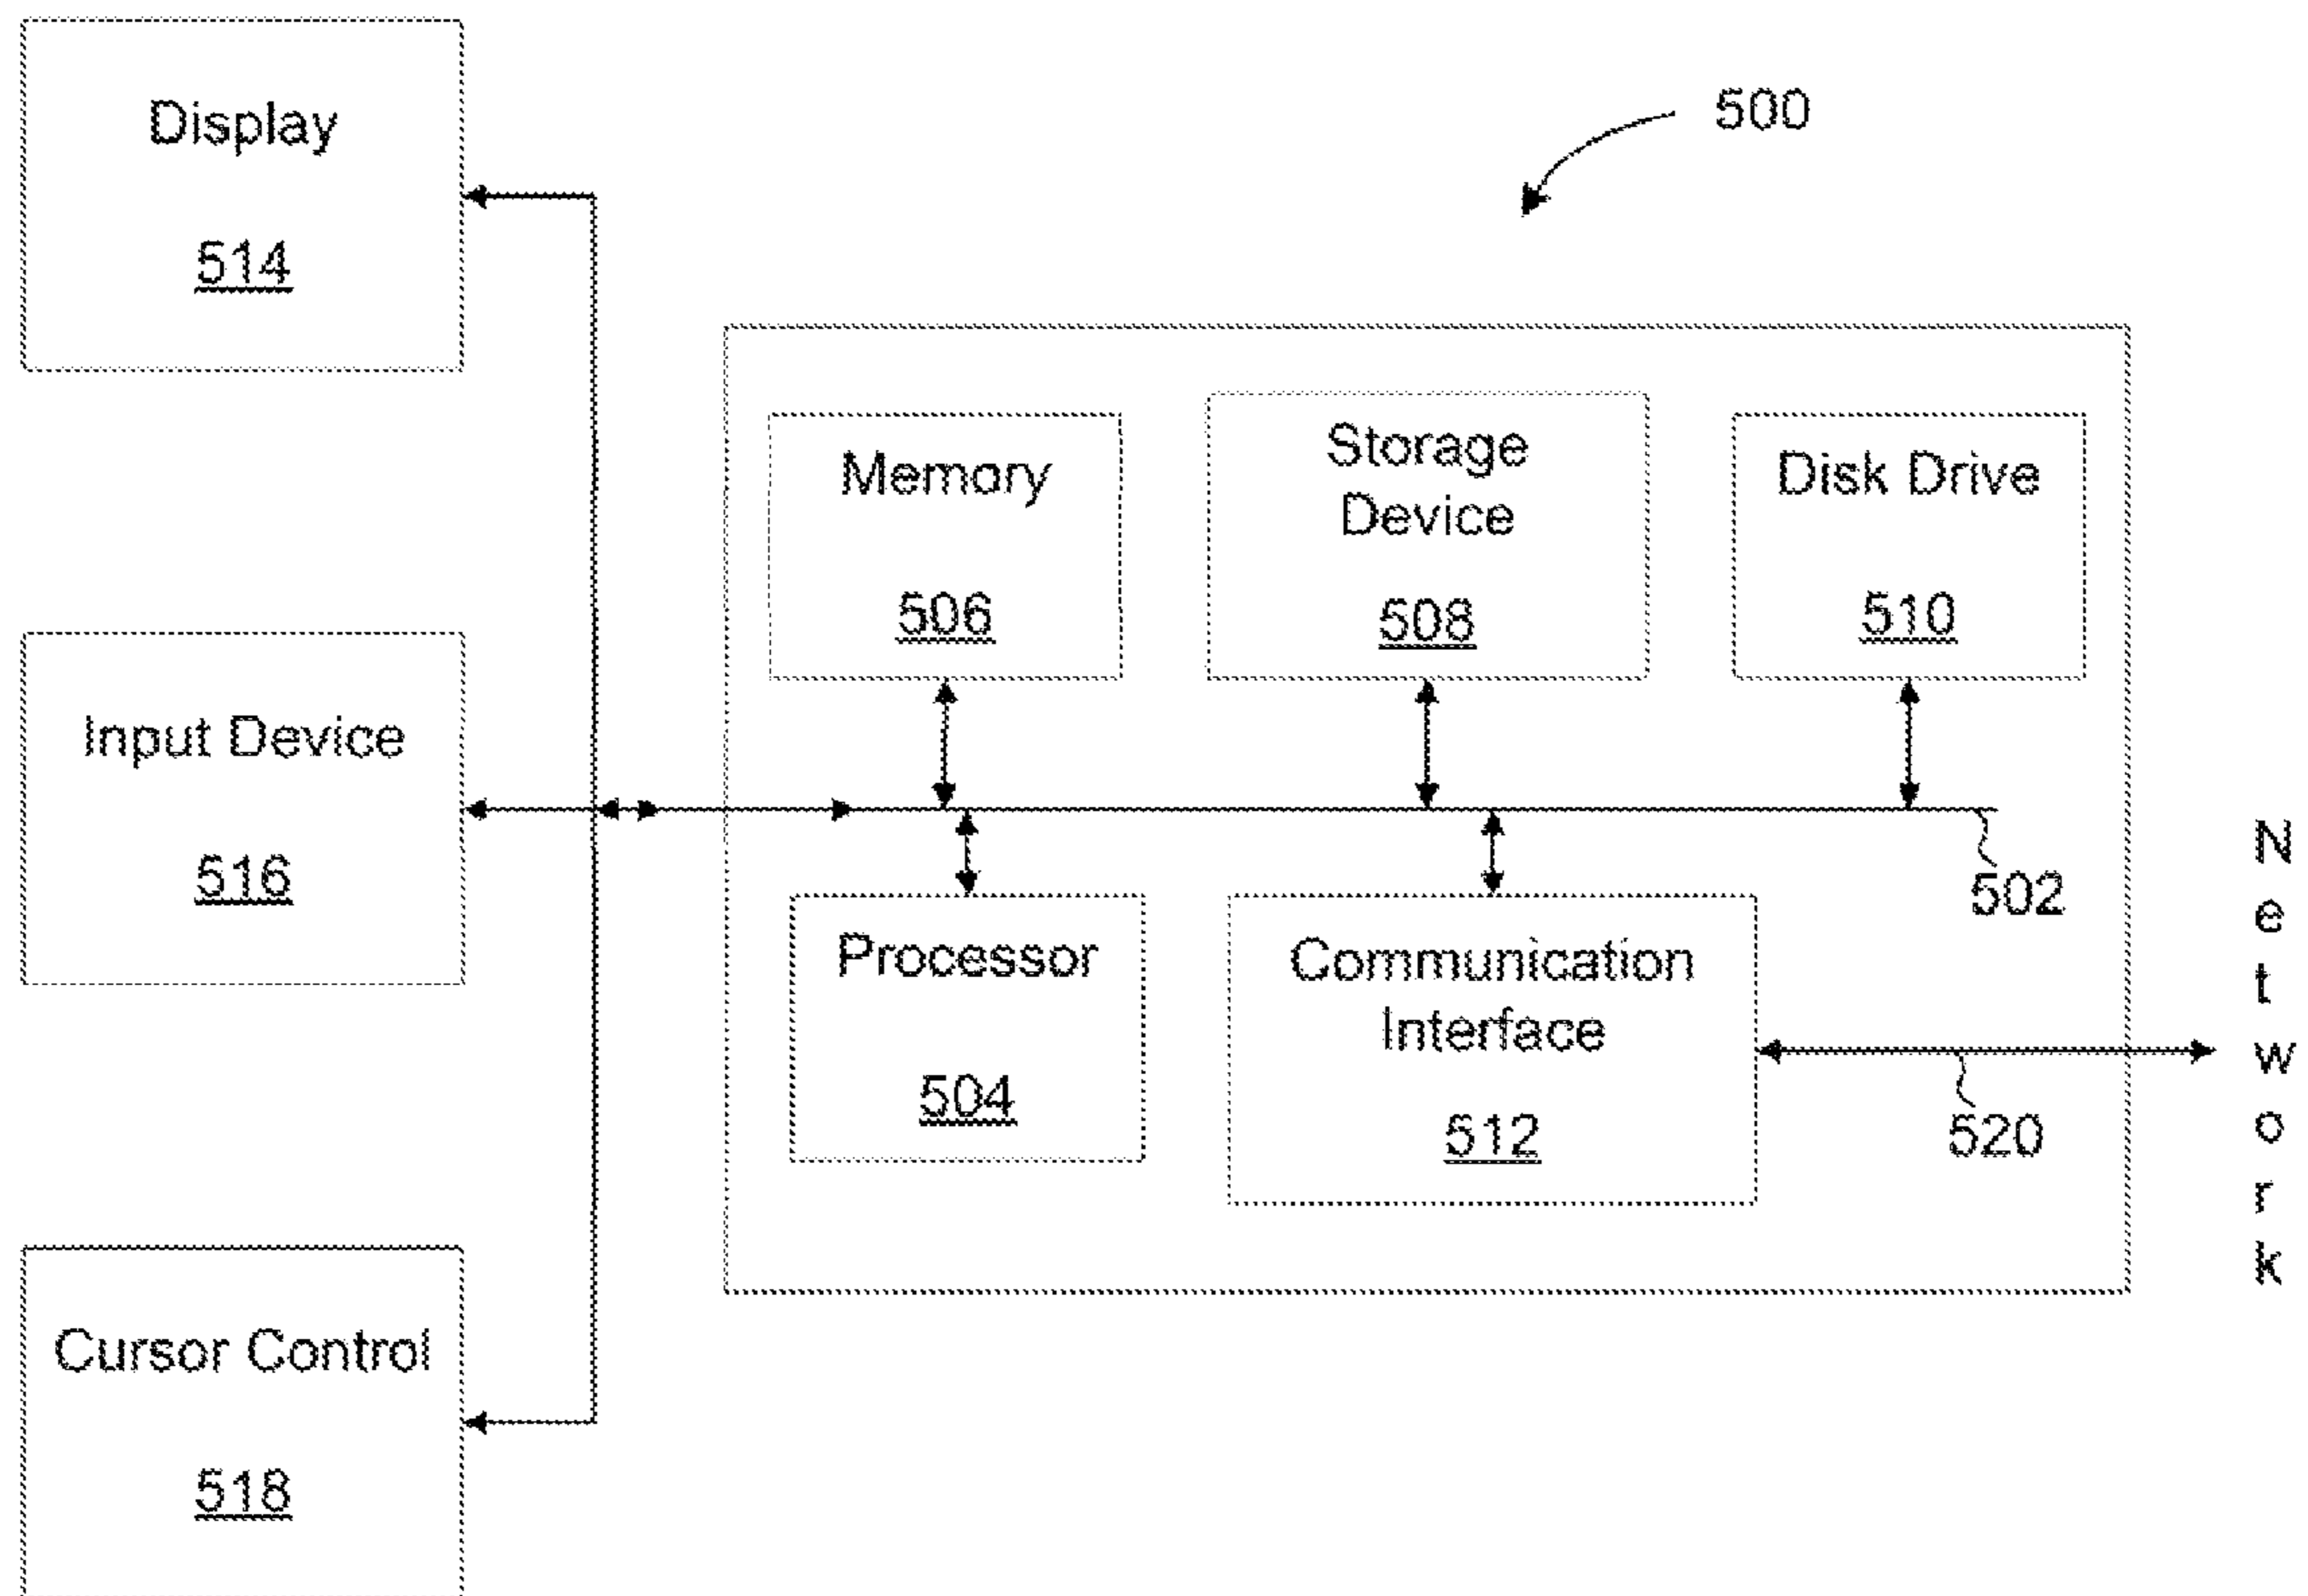 Display
514
500
Memory
506
Storage
Device
508
Disk Drive
510
Input Device
516
502
Processor
504
Communication
Interface
512
520
Network
Cursor Control
518